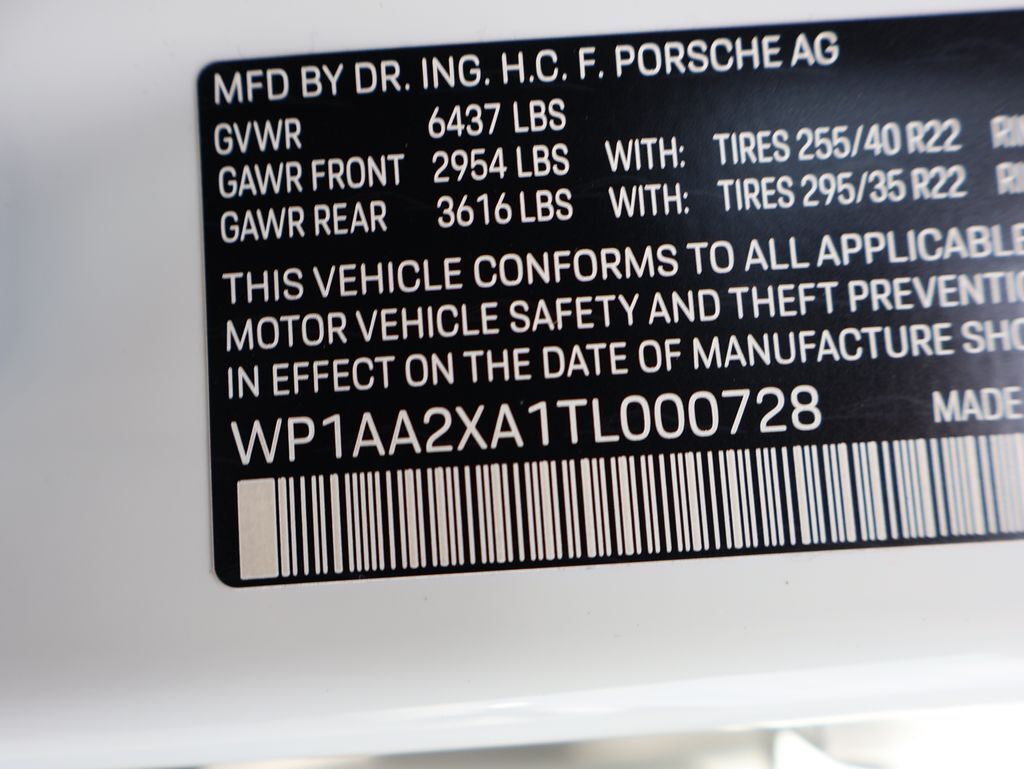 MFD BY DR. ING. H.C. F. PORSCHE AG
GVWR 6437 LBS
GAWR FRONT 2954 LBS WITH: TIRES 255/40 R22
GAWR REAR 3616 LBS WITH: TIRES 295/35 R22
THIS VEHICLE CONFORMS TO ALL APPLICABLE
MOTOR VEHICLE SAFETY AND THEFT PREVENTI
IN EFFECT ON THE DATE OF MANUFACTURE SHO
WP1AA2XA1TL000728 MADE